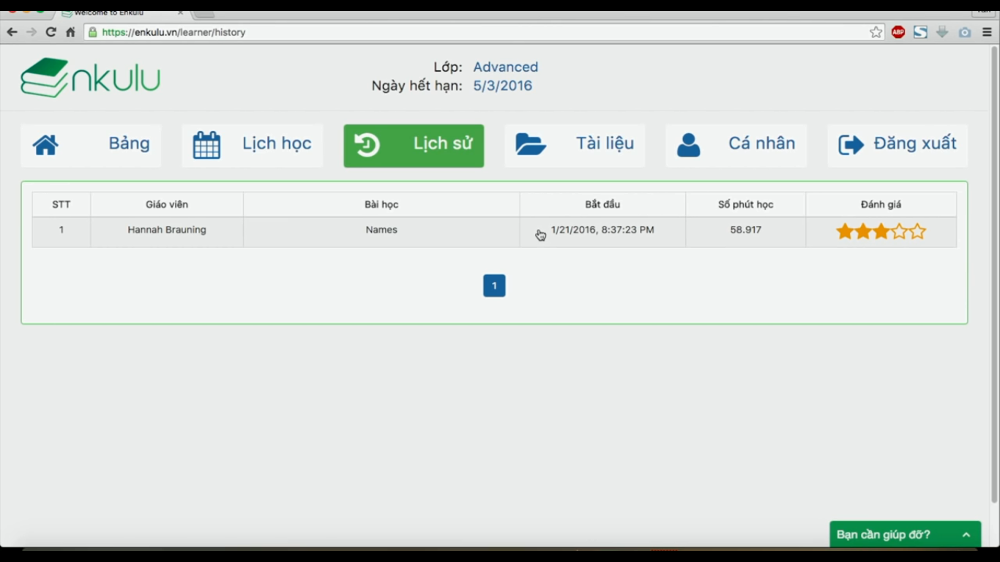 Welcome to Enkulu
https://enkulu.vn/learner/history
ABP
nkulu
Lớp: Advanced
Ngày hết hạn: 5/3/2016
Bảng Lịch học Lịch sử Tài liệu Cá nhân Đăng xuất
STT Giáo viên Bài học Bắt đầu Số phút học Đánh giá
1 Hannah Brauning Names 1/21/2016, 8:37:23 PM 58.917
1
Bạn cần giúp đỡ?